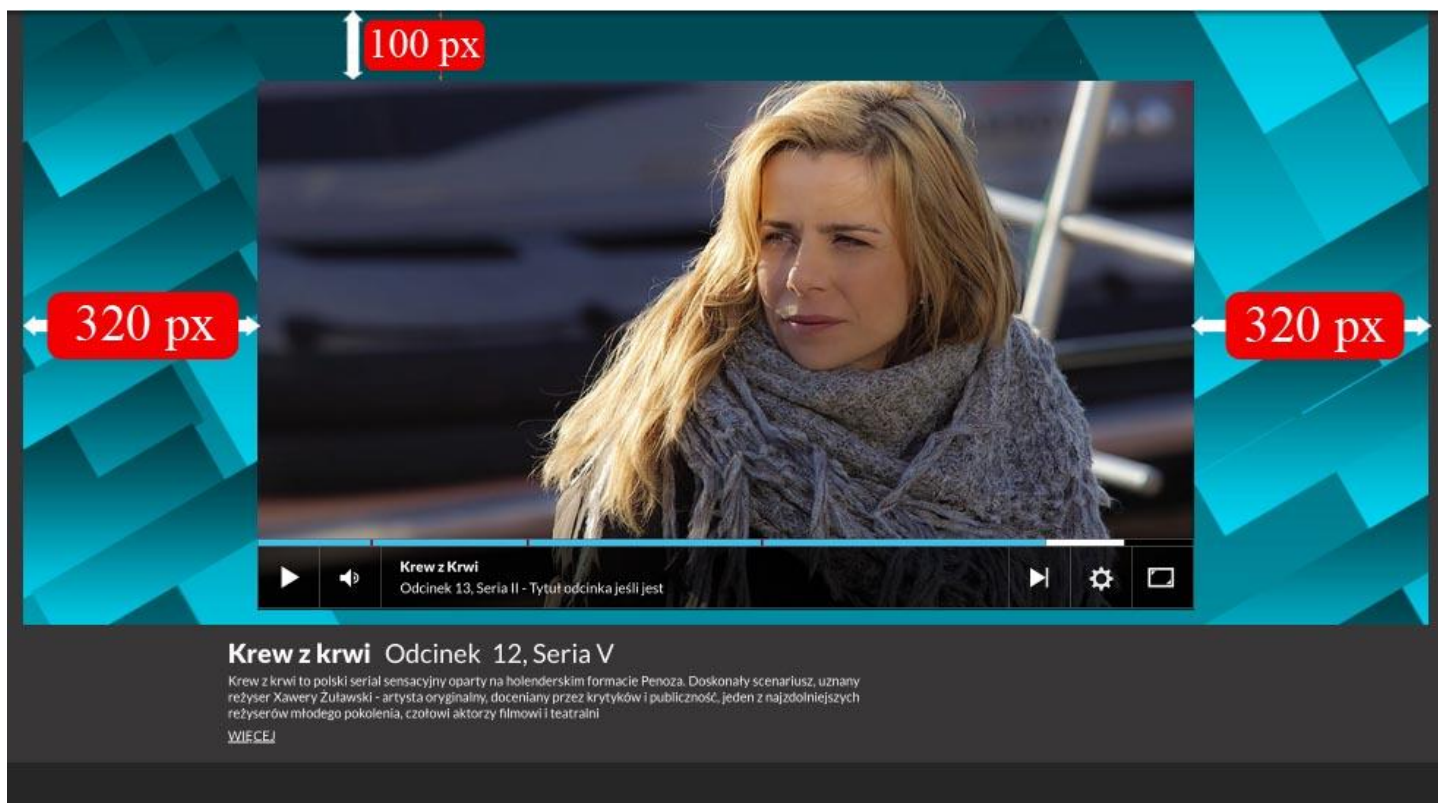 100 px
320 px
320 px
Krew z Krwi
Odcinek 13, Seria II - Tytuł odcinka jeśli jest
Krew z krwi Odcinek 12, Seria V
Krew z krwi to polski serial sensacyjny oparty na holenderskim formacie Penoza. Doskonały scenariusz, uznany
reżyser Xawery Żuławski - artysta oryginalny, doceniany przez krytyków i publiczność, jeden z najzdolniejszych
reżyserów młodego pokolenia, czołowi aktorzy filmowi i teatralni
WIĘCEJ